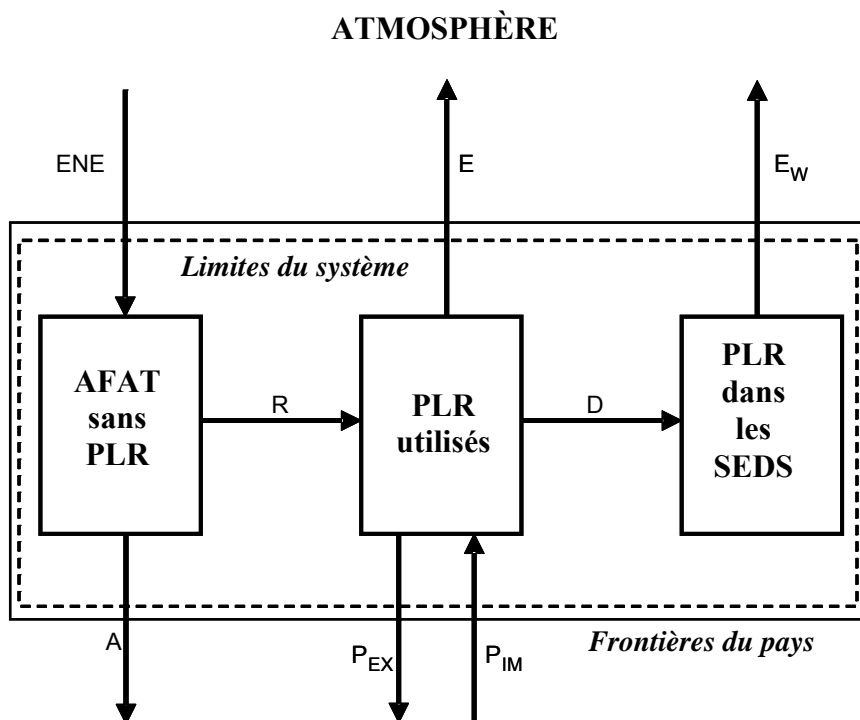 ATMOSPHÈRE
ENE
E
E_W
Limites du système
AFAT
sans
PLR
R
PLR
utilisés
D
PLR
dans
les
SEDS
A
P_EX
P_IM
Frontières du pays